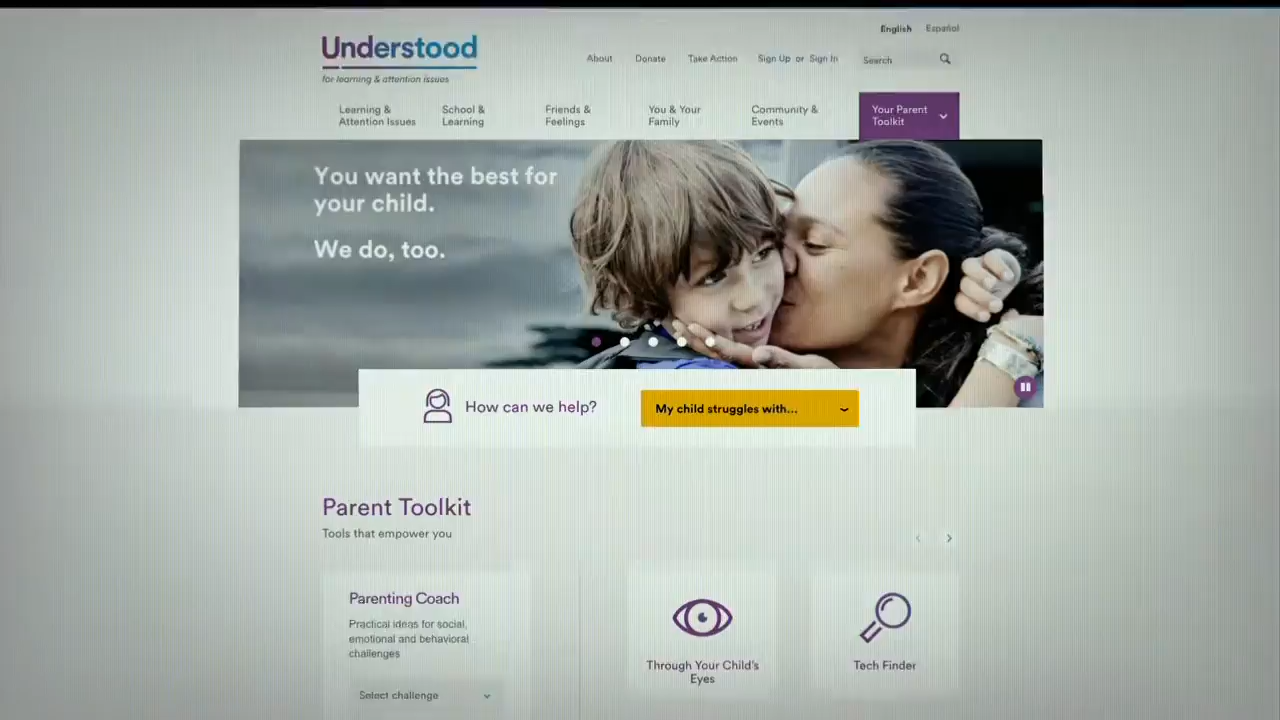 English Español
Understood
for learning & attention issues
About Donate Take Action Sign Up or Sign In Search
Learning &
Attention Issues
School &
Learning
Friends &
Feelings
You & Your
Family
Community &
Events
Your Parent
Toolkit
You want the best for
your child.
We do, too.
How can we help?
My child struggles with...
Parent Toolkit
Tools that empower you
Parenting Coach
Practical ideas for social,
emotional and behavioral
challenges
Select challenge
Through Your Child's
Eyes
Tech Finder